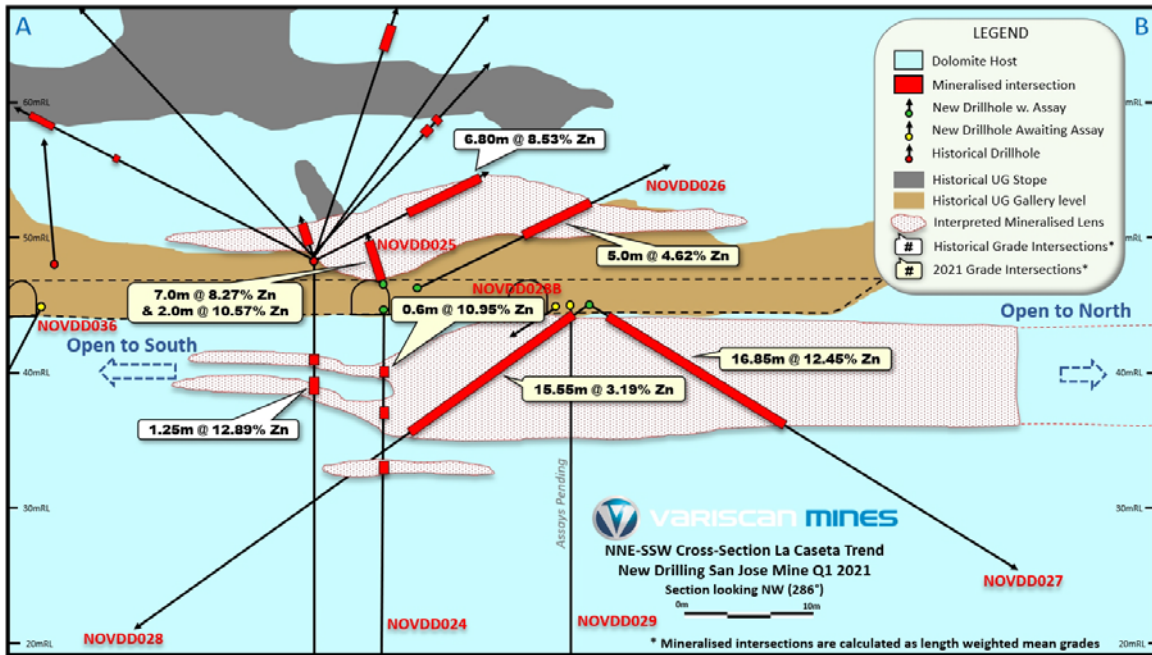 A
B
LEGEND
Dolomite Host
Mineralised intersection
New Drillhole w. Assay
New Drillhole Awaiting Assay
Historical Drillhole
Historical UG Stope
Historical UG Gallery level
Interpreted Mineralised Lens
# Historical Grade Intersections*
# 2021 Grade Intersections*
60mRL
60mRL
6.80m @ 8.53% Zn
NOVDD026
50mRL
50mRL
NOVDD025
5.0m @ 4.62% Zn
7.0m @ 8.27% Zn
& 2.0m @ 10.57% Zn
NOVDD028B
0.6m @ 10.95% Zn
NOVDD036
Open to South
Open to North
16.85m @ 12.45% Zn
40mRL
40mRL
15.55m @ 3.19% Zn
1.25m @ 12.89% Zn
Assays Pending
30mRL
30mRL
VARISCAN MINES
NNE-SSW Cross-Section La Caseta Trend
New Drilling San Jose Mine Q1 2021
Section looking NW (286°)
0m
10m
NOVDD027
NOVDD028
NOVDD024
NOVDD029
20mRL
* Mineralised intersections are calculated as length weighted mean grades
20mRL